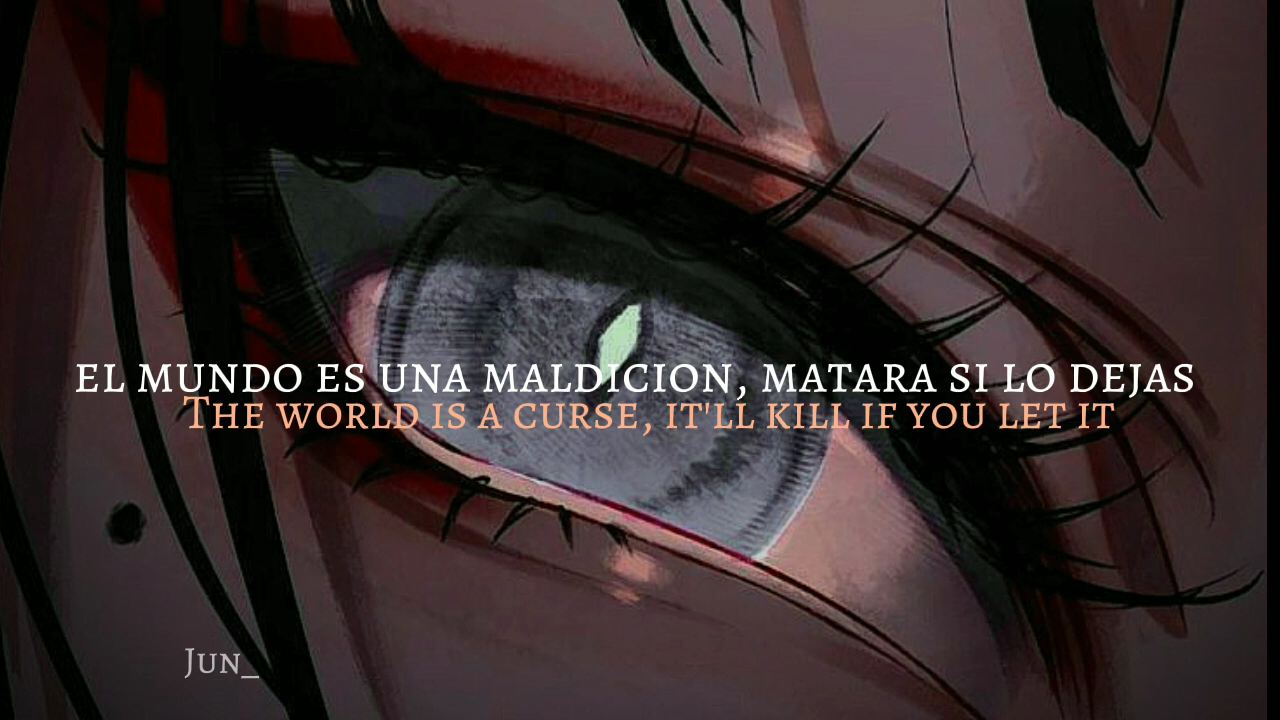 EL MUNDO ES UNA MALDICION, MATARA SI LO DEJAS
THE WORLD IS A CURSE, IT'LL KILL IF YOU LET IT
JUN_